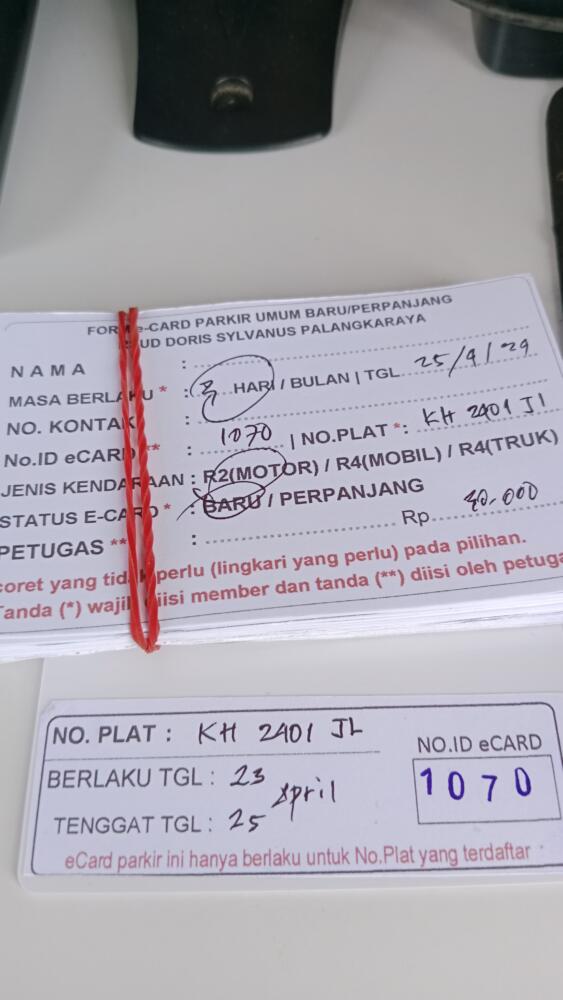 FORM e-CARD PARKIR UMUM BARU/PERPANJANG
UD DORIS SYLVANUS PALANGKARAYA
NAMA :
MASA BERLAKU * : 3 HARI / BULAN | TGL 25/4/29
NO. KONTAK :
No.ID eCARD ** : 1070 | NO.PLAT *: KH 2401 Jl
JENIS KENDARAAN : R2(MOTOR) / R4(MOBIL) / R4(TRUK)
STATUS E-CARD * : BARU / PERPANJANG
PETUGAS ** : Rp
coret yang tidak perlu (lingkari yang perlu) pada pilihan.
Tanda (*) wajib diisi member dan tanda (**) diisi oleh petuga
NO. PLAT : KH 2401 JL
NO.ID eCARD
BERLAKU TGL : 23 April
1070
TENGGAT TGL : 25
eCard parkir ini hanya berlaku untuk No.Plat yang terdaftar